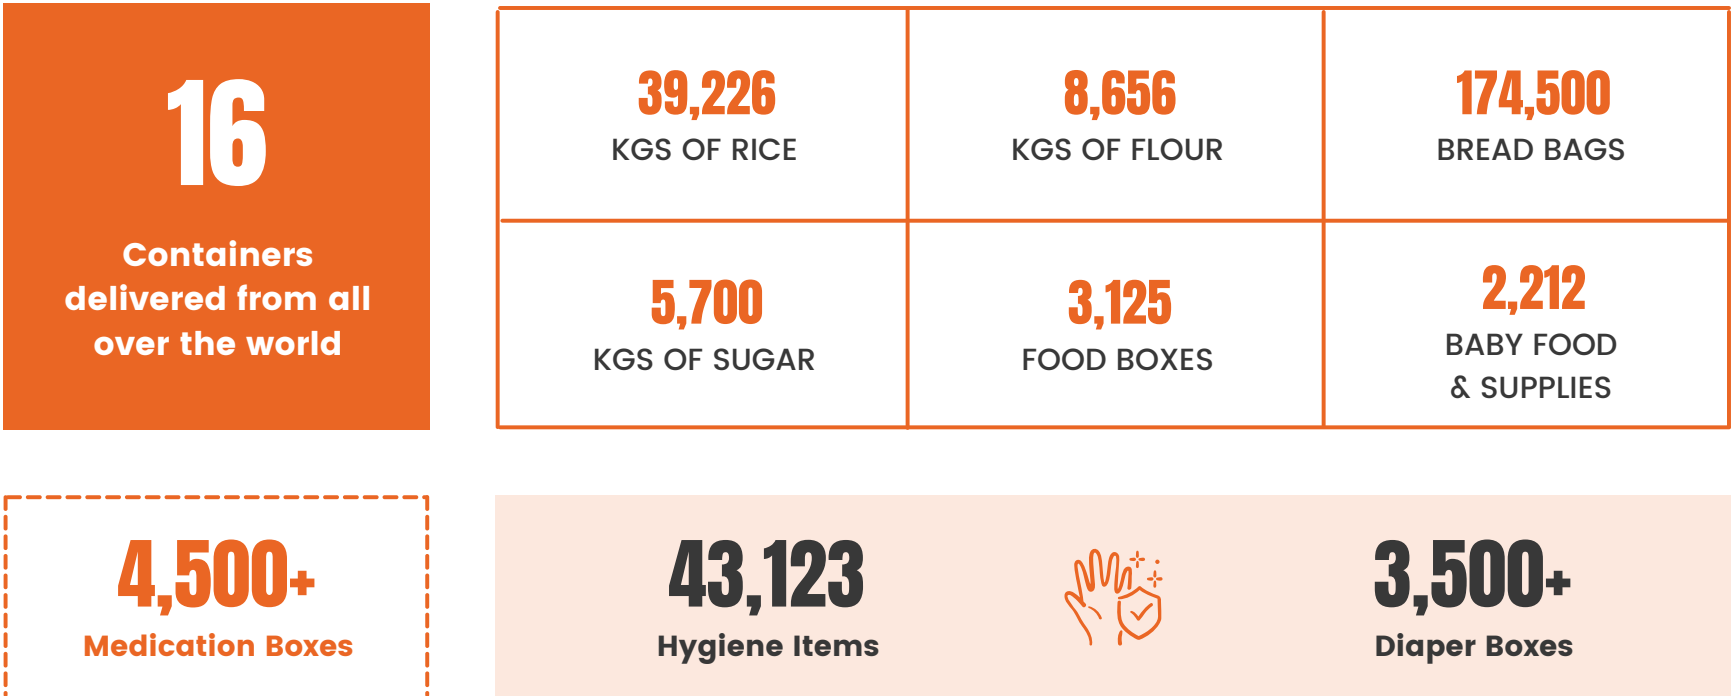 16
Containers
delivered from all
over the world
39,226
KGS OF RICE
8,656
KGS OF FLOUR
174,500
BREAD BAGS
5,700
KGS OF SUGAR
3,125
FOOD BOXES
2,212
BABY FOOD
& SUPPLIES
4,500+
Medication Boxes
43,123
Hygiene Items
3,500+
Diaper Boxes